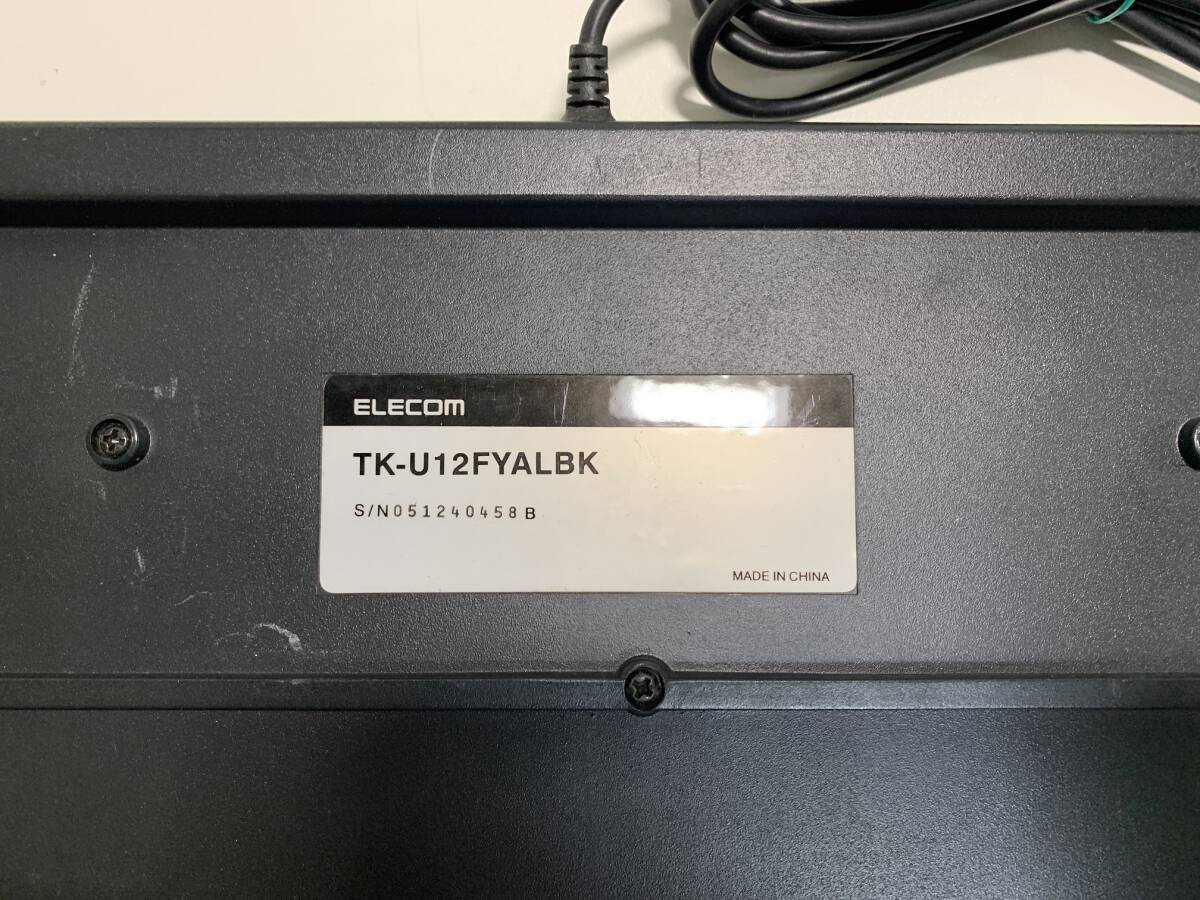 ELECOM
TK-U12FYALBK
S/N051240458B
MADE IN CHINA